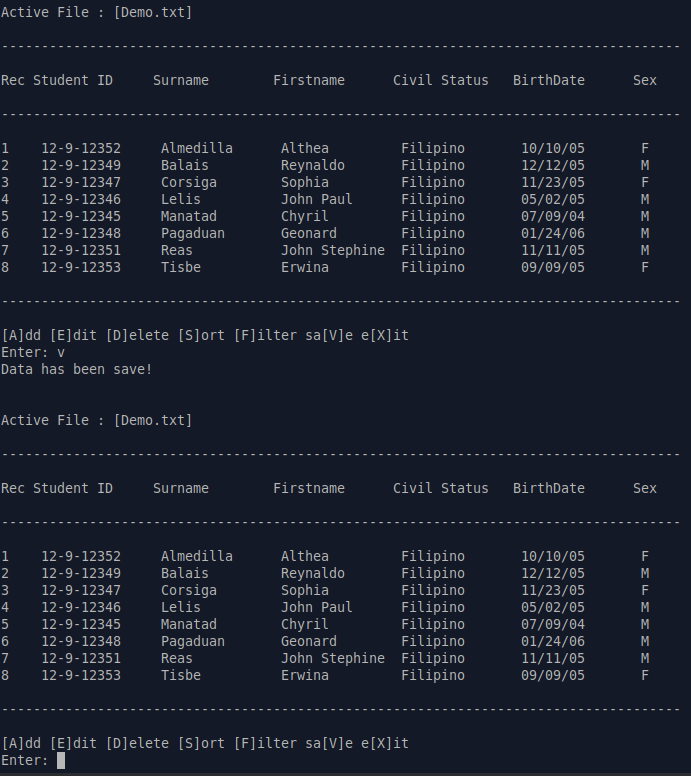 Active File : [Demo.txt]
-------------------------------------------------------------------------------------
Rec Student ID     Surname        Firstname      Civil Status   BirthDate      Sex
-------------------------------------------------------------------------------------
1    12-9-12352     Almedilla      Althea         Filipino       10/10/05       F
2    12-9-12349     Balais         Reynaldo       Filipino       12/12/05       M
3    12-9-12347     Corsiga        Sophia         Filipino       11/23/05       F
4    12-9-12346     Lelis          John Paul      Filipino       05/02/05       M
5    12-9-12345     Manatad        Chyril         Filipino       07/09/04       M
6    12-9-12348     Pagaduan       Geonard        Filipino       01/24/06       M
7    12-9-12351     Reas           John Stephine  Filipino       11/11/05       M
8    12-9-12353     Tisbe          Erwina         Filipino       09/09/05       F
-------------------------------------------------------------------------------------
[A]dd [E]dit [D]elete [S]ort [F]ilter sa[V]e e[X]it
Enter: v
Data has been save!
Active File : [Demo.txt]
-------------------------------------------------------------------------------------
Rec Student ID     Surname        Firstname      Civil Status   BirthDate      Sex
-------------------------------------------------------------------------------------
1    12-9-12352     Almedilla      Althea         Filipino       10/10/05       F
2    12-9-12349     Balais         Reynaldo       Filipino       12/12/05       M
3    12-9-12347     Corsiga        Sophia         Filipino       11/23/05       F
4    12-9-12346     Lelis          John Paul      Filipino       05/02/05       M
5    12-9-12345     Manatad        Chyril         Filipino       07/09/04       M
6    12-9-12348     Pagaduan       Geonard        Filipino       01/24/06       M
7    12-9-12351     Reas           John Stephine  Filipino       11/11/05       M
8    12-9-12353     Tisbe          Erwina         Filipino       09/09/05       F
-------------------------------------------------------------------------------------
[A]dd [E]dit [D]elete [S]ort [F]ilter sa[V]e e[X]it
Enter: